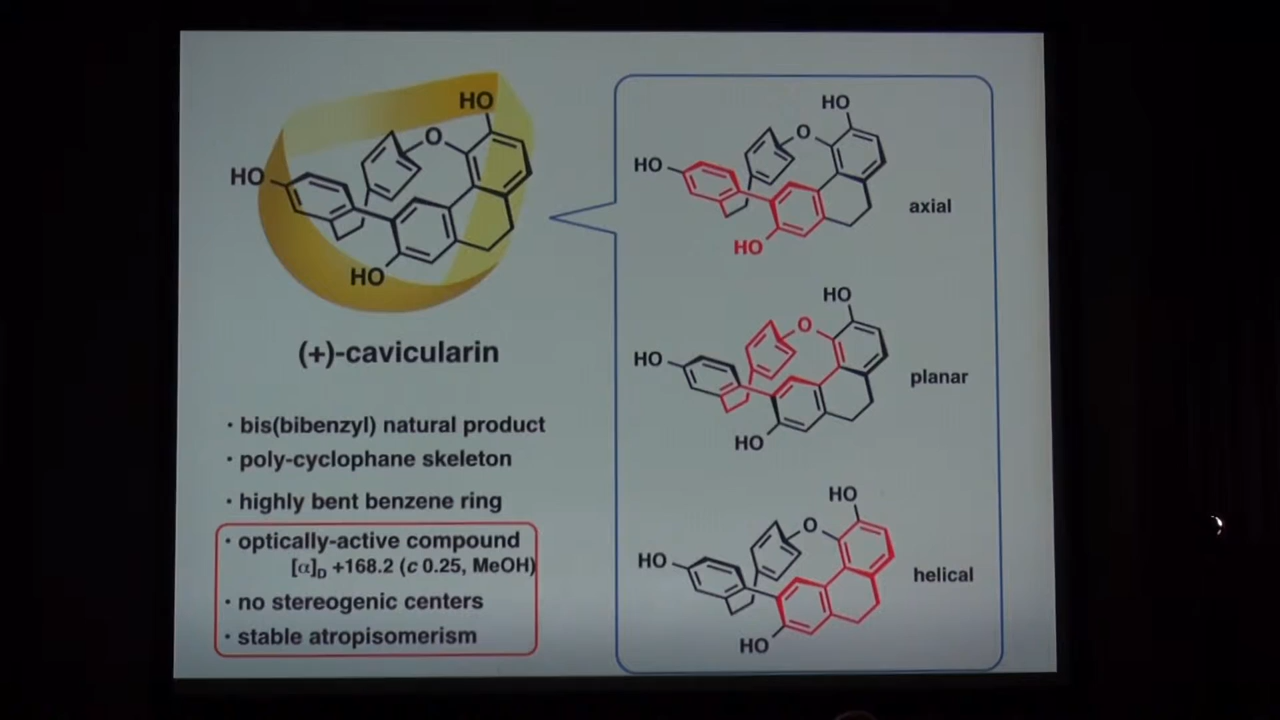 HO
O
HO
HO
(+)-cavicularin
· bis(bibenzyl) natural product
· poly-cyclophane skeleton
· highly bent benzene ring
· optically-active compound
[α]D +168.2 (c 0.25, MeOH)
· no stereogenic centers
· stable atropisomerism
HO
O
HO
axial
HO
HO
O
HO
planar
HO
HO
O
HO
helical
HO